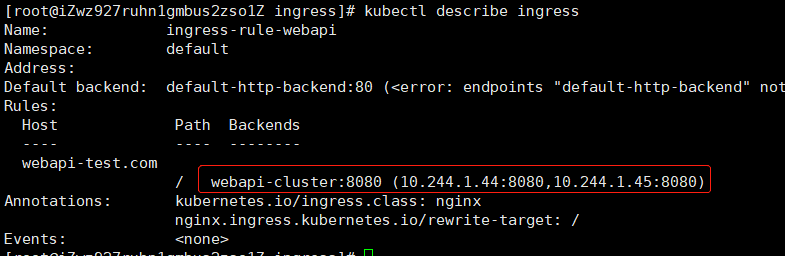 [root@iZwz927ruhn1gmbus2zso1Z ingress]# kubectl describe ingress
Name: ingress-rule-webapi
Namespace: default
Address:
Default backend: default-http-backend:80 (<error: endpoints "default-http-backend" not
Rules:
Host Path Backends
---- ---- --------
webapi-test.com
/ webapi-cluster:8080 (10.244.1.44:8080,10.244.1.45:8080)
Annotations: kubernetes.io/ingress.class: nginx
nginx.ingress.kubernetes.io/rewrite-target: /
Events: <none>
[root@iZwz927ruhn1gmbus2zso1Z ingress]#